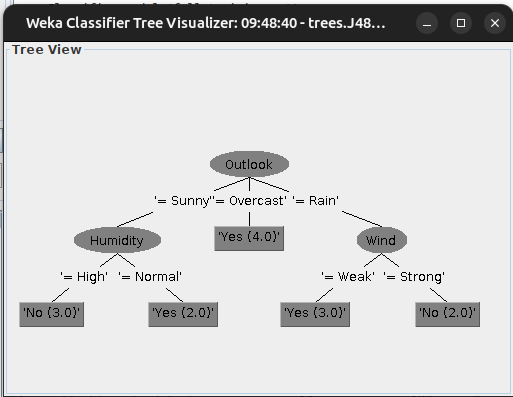 Weka Classifier Tree Visualizer: 09:48:40 - trees.J48...
Tree View
Outlook
'= Sunny' '= Overcast' '= Rain'
Humidity 'Yes (4.0)' Wind
'= High' '= Normal' '= Weak' '= Strong'
'No (3.0)' 'Yes (2.0)' 'Yes (3.0)' 'No (2.0)'